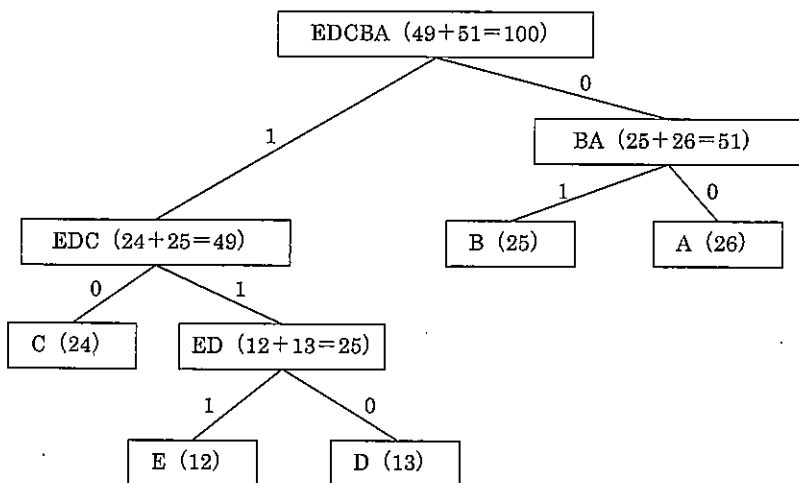 EDCBA (49+51=100)
0
1
BA (25+26=51)
1
0
EDC (24+25=49)
B (25)
A (26)
0
1
C (24)
ED (12+13=25)
1
0
E (12)
D (13)